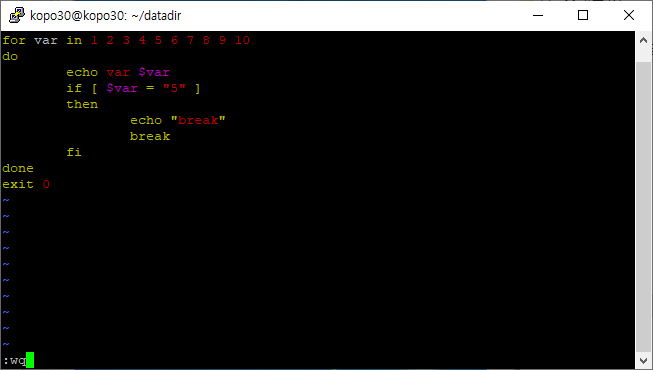 kopo30@kopo30: ~/datadir
for var in 1 2 3 4 5 6 7 8 9 10
do
        echo var $var
        if [ $var = "5" ]
        then
                echo "break"
                break
        fi
done
exit 0
~
~
~
~
~
~
~
~
~
~
:wq